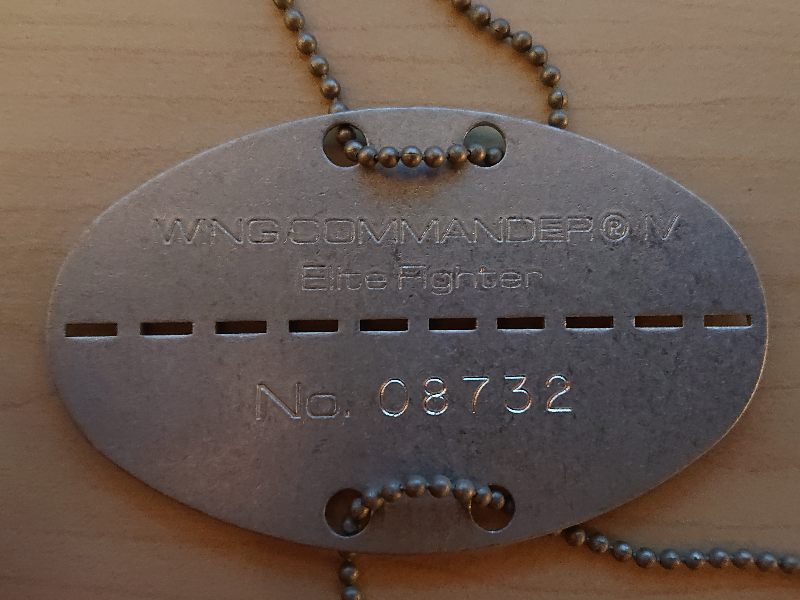 WING COMMANDER® IV
Elite Fighter
No. 08732